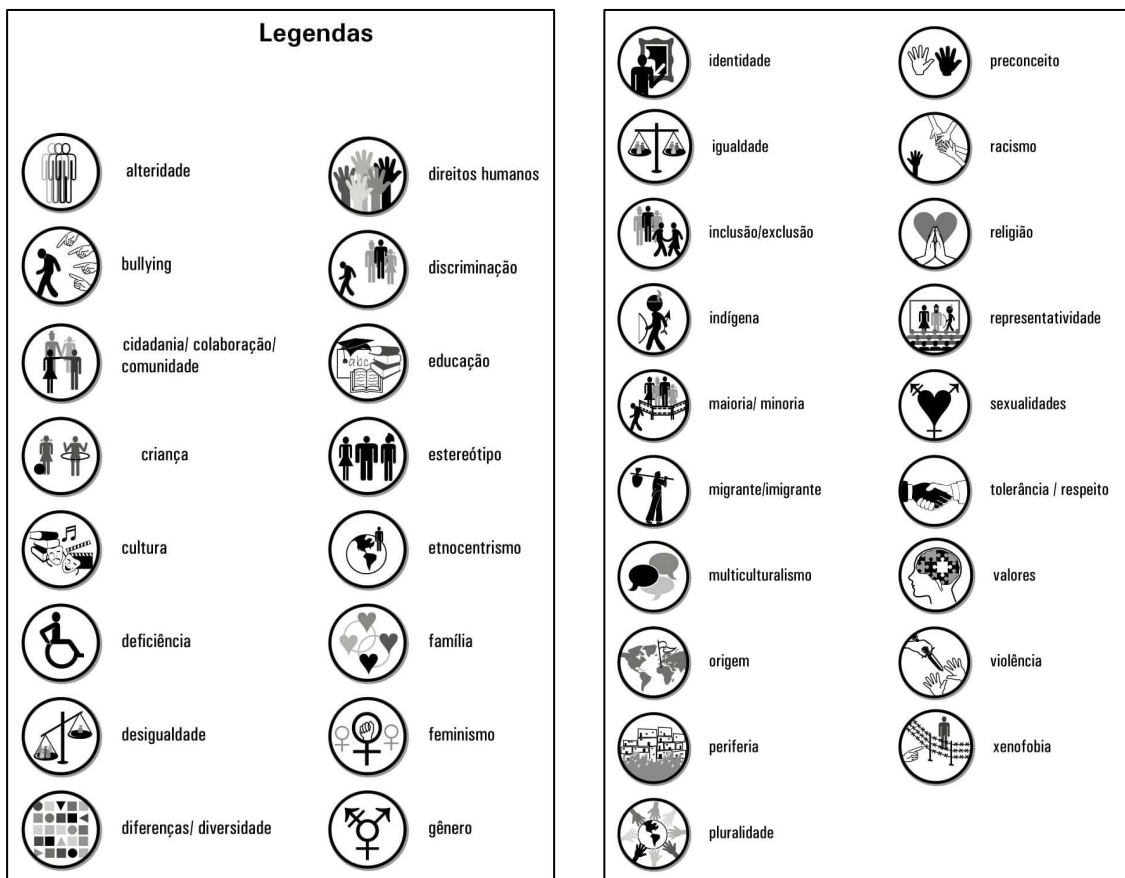 Legendas
alteridade
bullying
cidadania/ colaboração/
comunidade
criança
cultura
deficiência
desigualdade
diferenças/ diversidade
direitos humanos
discriminação
abc
educação
estereótipo
etnocentrismo
família
feminismo
gênero
identidade
igualdade
inclusão/exclusão
indígena
maioria/ minoria
migrante/imigrante
multiculturalismo
origem
periferia
pluralidade
preconceito
racismo
religião
representatividade
sexualidades
tolerância / respeito
valores
violência
xenofobia